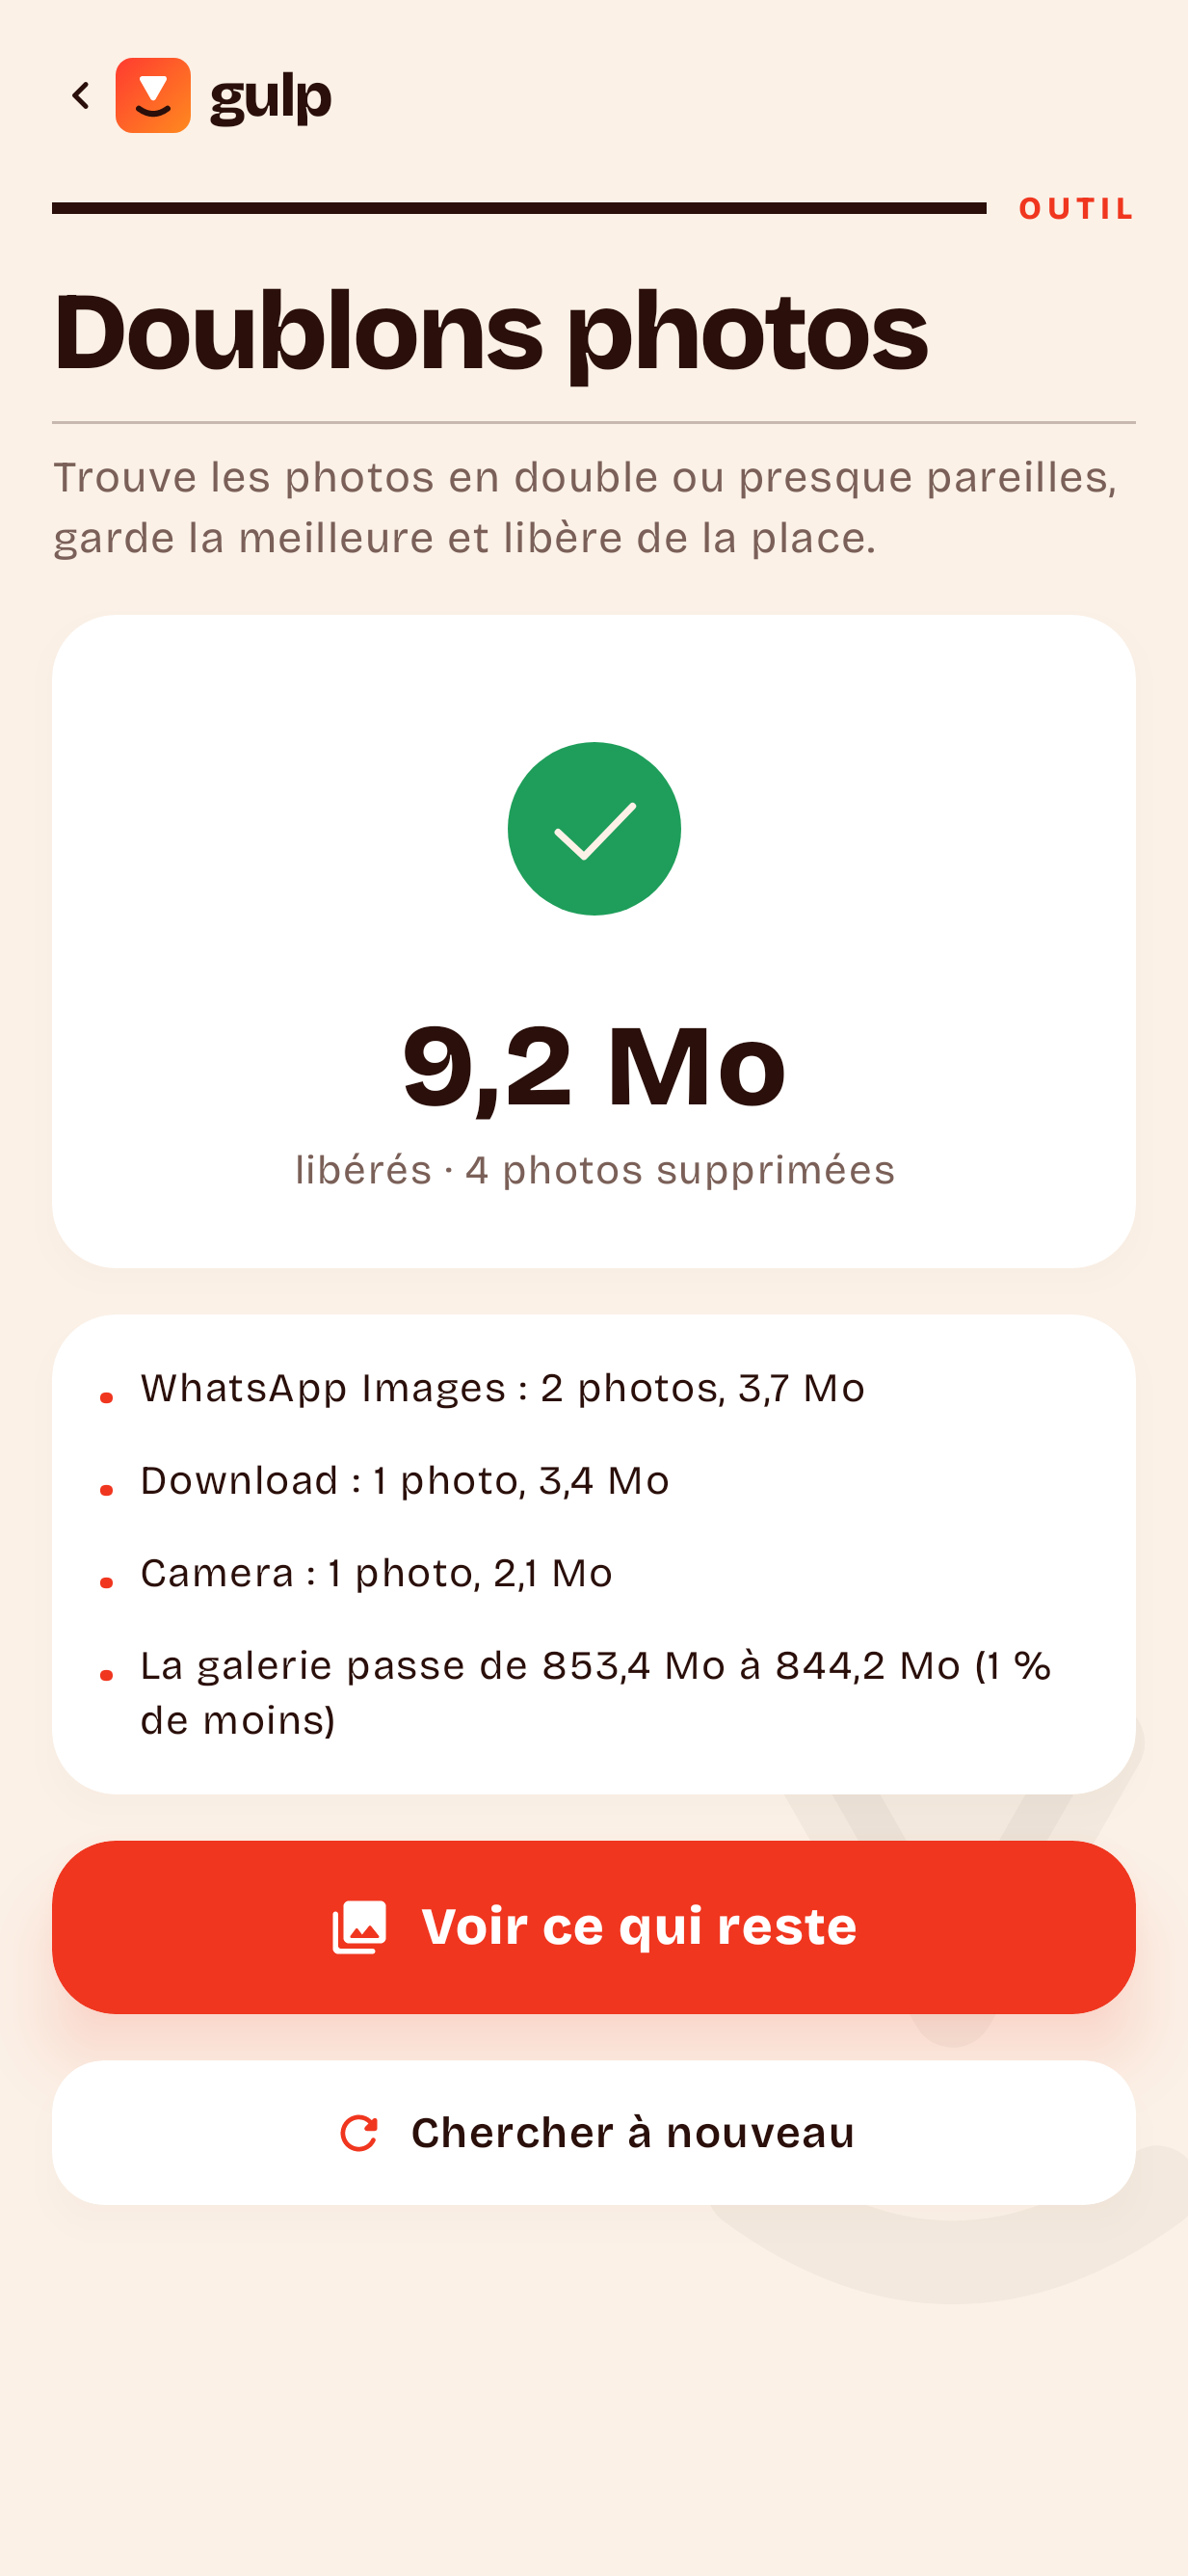 gulp
OUTIL
Doublons photos
Trouve les photos en double ou presque pareilles,
garde la meilleure et libère de la place.
9,2 Mo
libérés · 4 photos supprimées
WhatsApp Images : 2 photos, 3,7 Mo
Download : 1 photo, 3,4 Mo
Camera : 1 photo, 2,1 Mo
La galerie passe de 853,4 Mo à 844,2 Mo (1 %
de moins)
Voir ce qui reste
Chercher à nouveau